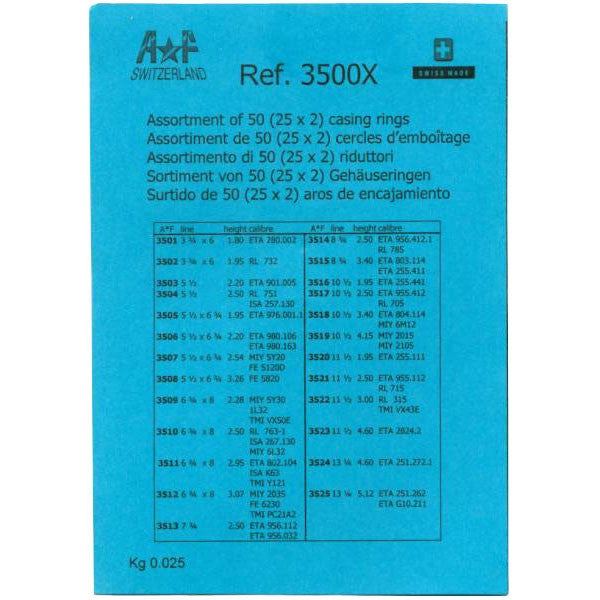 A★F
SWITZERLAND
Ref. 3500X
SWISS MADE
Assortment of 50 (25 x 2) casing rings
Assortiment de 50 (25 x 2) cercles d'emboîtage
Assortimento di 50 (25 x 2) riduttori
Sortiment von 50 (25 x 2) Gehäuseringen
Surtido de 50 (25 x 2) aros de encajamiento
A*F line height calibre
3501 3 ¾ x 6 1.80 ETA 280.002
3502 3 ¾ x 6 1.95 RL 732
3503 5 ½ 2.20 ETA 901.005
3504 5 ½ 2.50 RL 751
ISA 257.130
3505 5 ½ x 6 ¾ 1.95 ETA 976.001.1
3506 5 ½ x 6 ¾ 2.20 ETA 980.106
ETA 980.163
3507 5 ½ x 6 ¾ 2.54 MIY 5Y20
FE 5120D
3508 5 ½ x 6 ¾ 3.26 FE 5820
3509 6 ¾ x 8 2.28 MIY 5Y30
1L32
TMI VX50E
3510 6 ¾ x 8 2.50 RL 763-1
ISA 267.130
MIY 6L32
3511 6 ¾ x 8 2.95 ETA 802.104
ISA K63
TMI Y121
3512 6 ¾ x 8 3.07 MIY 2035
FE 6230
TMI PC21A2
3513 7 ¾ 2.50 ETA 956.112
ETA 956.032
A*F line height calibre
3514 8 ¾ 2.50 ETA 956.412.1
RL 785
3515 8 ¾ 3.40 ETA 803.114
ETA 255.411
3516 10 ½ 1.95 ETA 255.441
3517 10 ½ 2.50 ETA 955.412
RL 705
3518 10 ½ 3.40 ETA 804.114
MIY 6M12
3519 10 ½ 4.15 MIY 2015
MIY 2105
3520 11 ½ 1.95 ETA 255.111
3521 11 ½ 2.50 ETA 955.112
RL 715
3522 11 ½ 3.00 RL 315
TMI VX43E
3523 11 ½ 4.60 ETA 2824.2
3524 13 ¼ 4.60 ETA 251.272.1
3525 13 ¼ 5.12 ETA 251.262
ETA G10.211
Kg 0.025